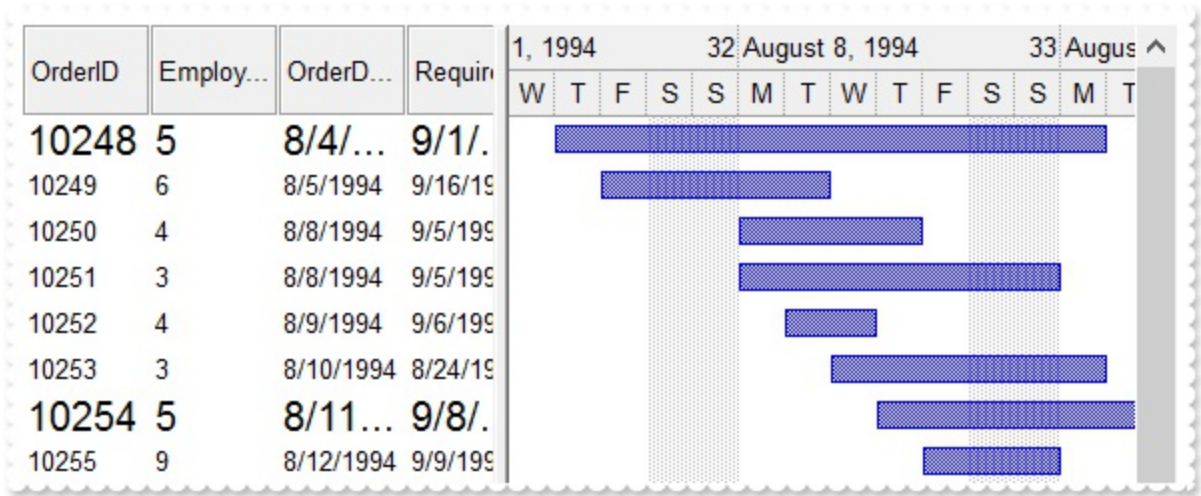 OrderID Employ... OrderD... Requir 1, 1994 32 August 8, 1994 33 Augus
W T F S S M T W T F S S M T
10248 5 8/4/... 9/1/.
10249 6 8/5/1994 9/16/19
10250 4 8/8/1994 9/5/199
10251 3 8/8/1994 9/5/199
10252 4 8/9/1994 9/6/199
10253 3 8/10/1994 8/24/19
10254 5 8/11... 9/8/.
10255 9 8/12/1994 9/9/199